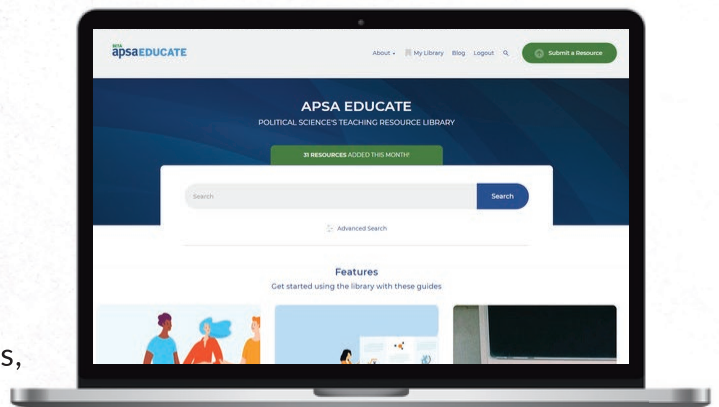 BETA
apsaEDUCATE
About My Library Blog Logout Submit a Resource
APSA EDUCATE
POLITICAL SCIENCE'S TEACHING RESOURCE LIBRARY
31 RESOURCES ADDED THIS MONTH!
Search Search
Advanced Search
Features
Get started using the library with these guides
s,